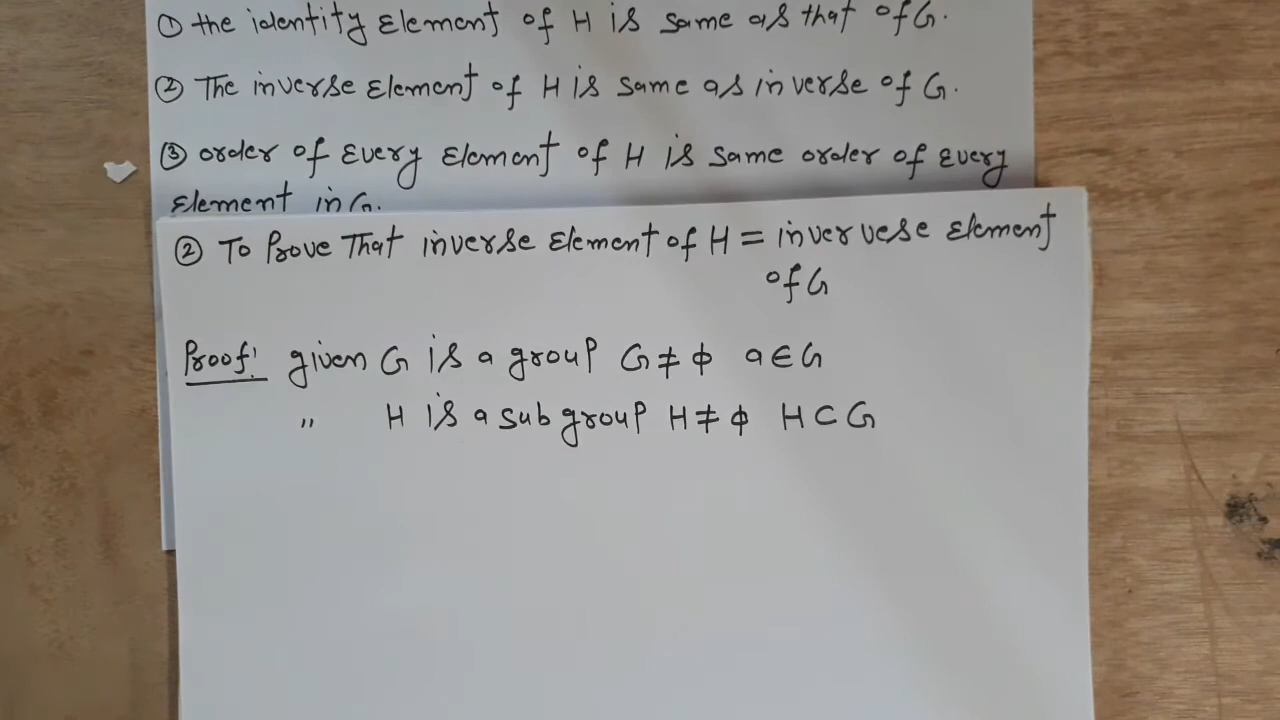 ① the identity Element of H is same as that of G.
② The inverse Element of H is same as inverse of G.
③ order of Every Element of H is same order of Every
Element in G.
② To Prove That inverse Element of H = inver vese Element
of G
Proof! given G is a group G ≠ ϕ a ∈ G
,, H is a sub group H ≠ ϕ H ⊂ G